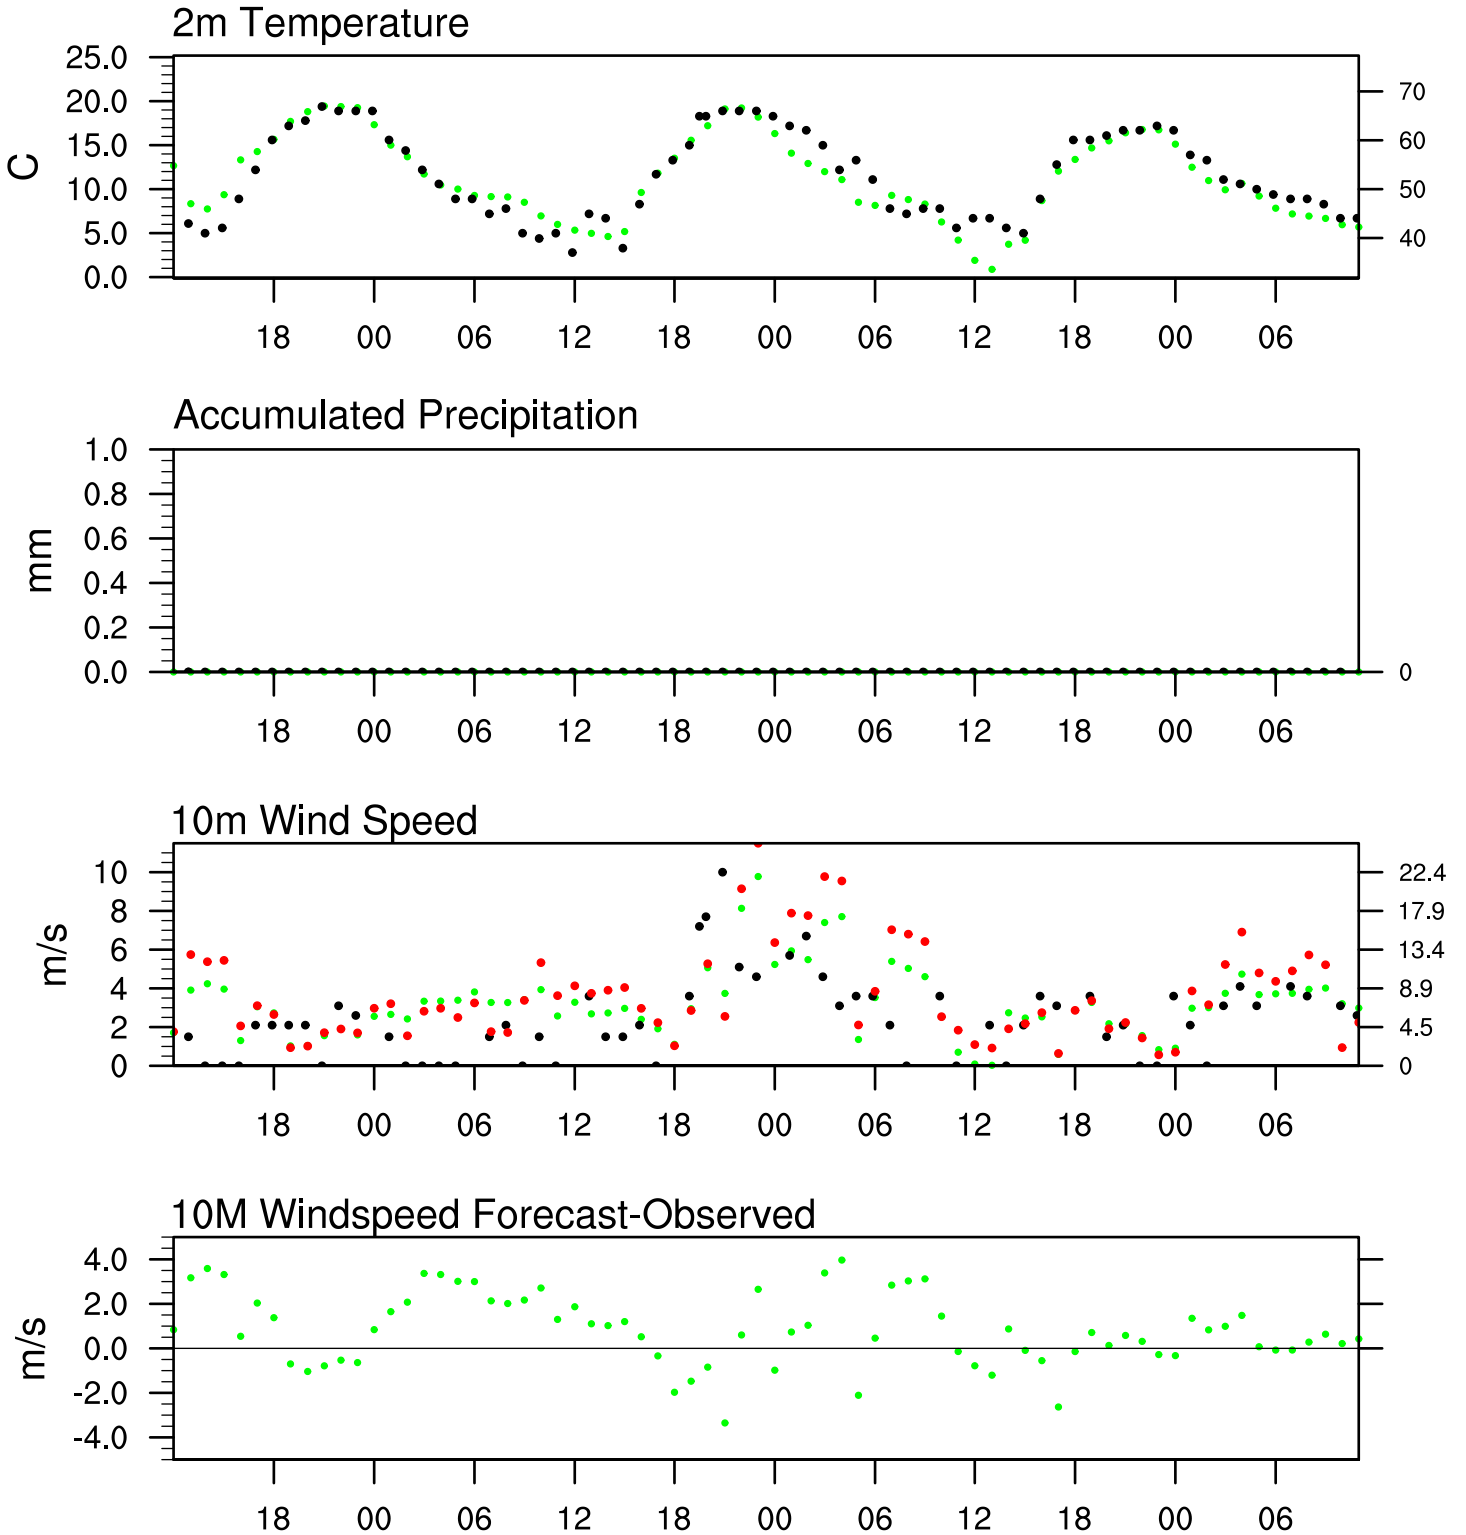 2m Temperature
25.0
20.0
15.0
10.0
5.0
0.0
C
70
60
50
40
18 00 06 12 18 00 06 12 18 00 06
Accumulated Precipitation
1.0
0.8
0.6
0.4
0.2
0.0
mm
0
18 00 06 12 18 00 06 12 18 00 06
10m Wind Speed
10
8
6
4
2
0
m/s
22.4
17.9
13.4
8.9
4.5
0
18 00 06 12 18 00 06 12 18 00 06
10M Windspeed Forecast-Observed
4.0
2.0
0.0
-2.0
-4.0
m/s
18 00 06 12 18 00 06 12 18 00 06